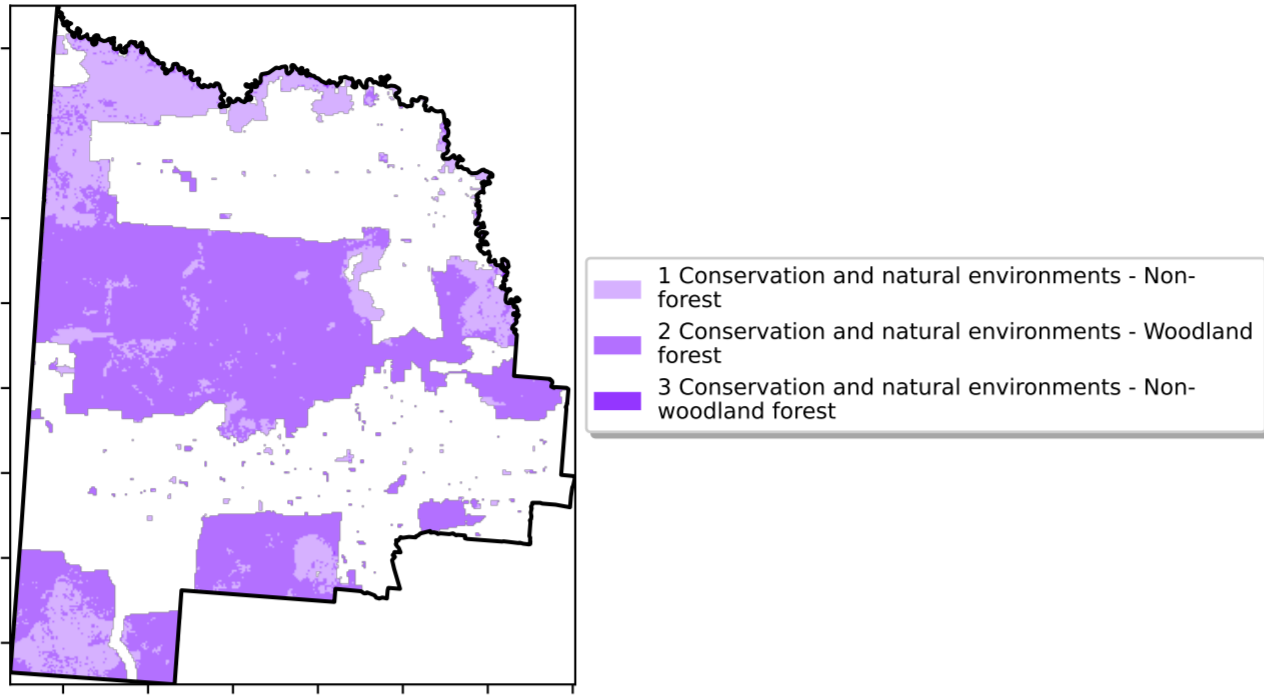 1 Conservation and natural environments - Non-
forest
2 Conservation and natural environments - Woodland
forest
3 Conservation and natural environments - Non-
woodland forest